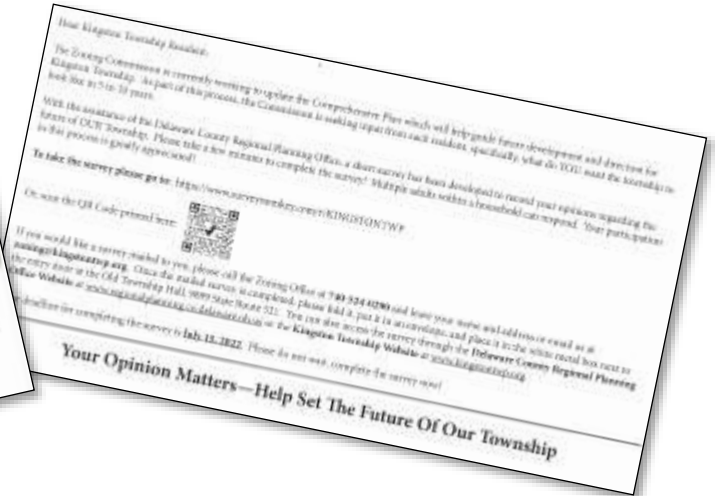 Dear Kingston Township Resident:
The Zoning Commission is currently working to update the Comprehensive Plan which will help guide future development and direction for
Kingston Township. As part of this process, the Commission is seeking input from each resident, specifically, what do YOU want the township to
look like in 5 to 10 years.
With the assistance of the Delaware County Regional Planning Office, a short survey has been developed to record your opinions regarding the
future of OUR Township. Please take a few minutes to complete the survey! Multiple adults within a household can respond. Your participation
in this process is greatly appreciated!
To take the survey please go to: https://www.surveymonkey.com/r/KINGSTONTWP
Or, scan the QR Code printed here:
If you would like a survey mailed to you, please call the Zoning Office at 740-524-0290 and leave your name and address or email us at
Once the mailed survey is completed, please fold it, put it in an envelope, and place it in the white metal box next to
the entry door at the Old Township Hall, 9899 State Route 521. You can also access the survey through the Delaware County Regional Planning
Office Website at or the Kingston Township Website at
deadline for completing the survey is July 15, 2022. Please do not wait, complete the survey now!
Your Opinion Matters—Help Set The Future Of Our Township